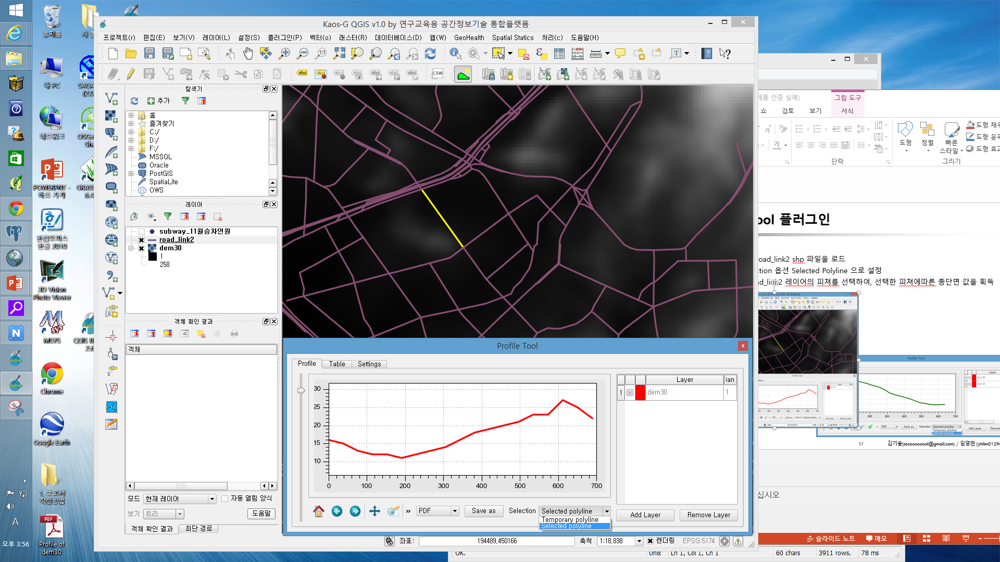 휴지통
새 폴
내 PC
SAGA
(2.0
네트워크
OSGe
She
POWERPNT -
바로 가기
GRASS
6.4
한컴오피스
한글 2010
3D Vision
Photo Viewer
MSYS
QGIS B
2.6
Chrome
Google Earth
1. 보고서
작성방법
Profile of
dem30
A
오후 3:56
Kaos-G QGIS v1.0 by 연구교육용 공간정보기술 통합플랫폼
프로젝트(r) 편집(E) 보기(V) 레이어(L) 설정(S) 플러그인(P) 벡터(o) 래스터(R) 데이터베이스(D) 웹(W) GeoHealth Spatial Statics 처리(c) 도움말(H)
탐색기
추가
홈
즐겨찾기
C:/
D:/
F:/
MSSQL
Oracle
PostGIS
SpatiaLite
OWS
레이어
subway_11월승차인원
road_link2
dem30
1
258
객체 확인 결과
객체
모드 현재 레이어 자동 열림 양식
보기 트리 도움말
객체 확인 결과 최단 경로
Profile Tool
Profile Table Settings
30
25
20
15
10
0 100 200 300 400 500 600 700
Layer lan
1 dem30 1
PDF Save as Selection Selected polyline
Temporary polyline
Selected polyline
Add Layer Remove Layer
좌표: 194489,450166 축척 1:18,838 렌더링 EPSG:5174
OK. Unix Ln 1, Col 1, Ch 1 60 chars 3911 rows. 78 ms
제품 인증 실패)
그림 도구
쇼 검토 보기 서식
도형 정렬 빠른
스타일
도형 채우
도형 윤곽
도형 효과
단락 그리기
ool 플러그인
road_link2 shp 파일을 로드
ction 옵션 Selected Polyline 으로 설정
ad_link2 레이어의 피쳐를 선택하여, 선택한 피쳐에따른 종단면 값을 획득
Profile Tool
57 김기웅(socoooooool@gmail.com) / 임영현 (yhlim0129(
십시오
슬라이드 노트 메모